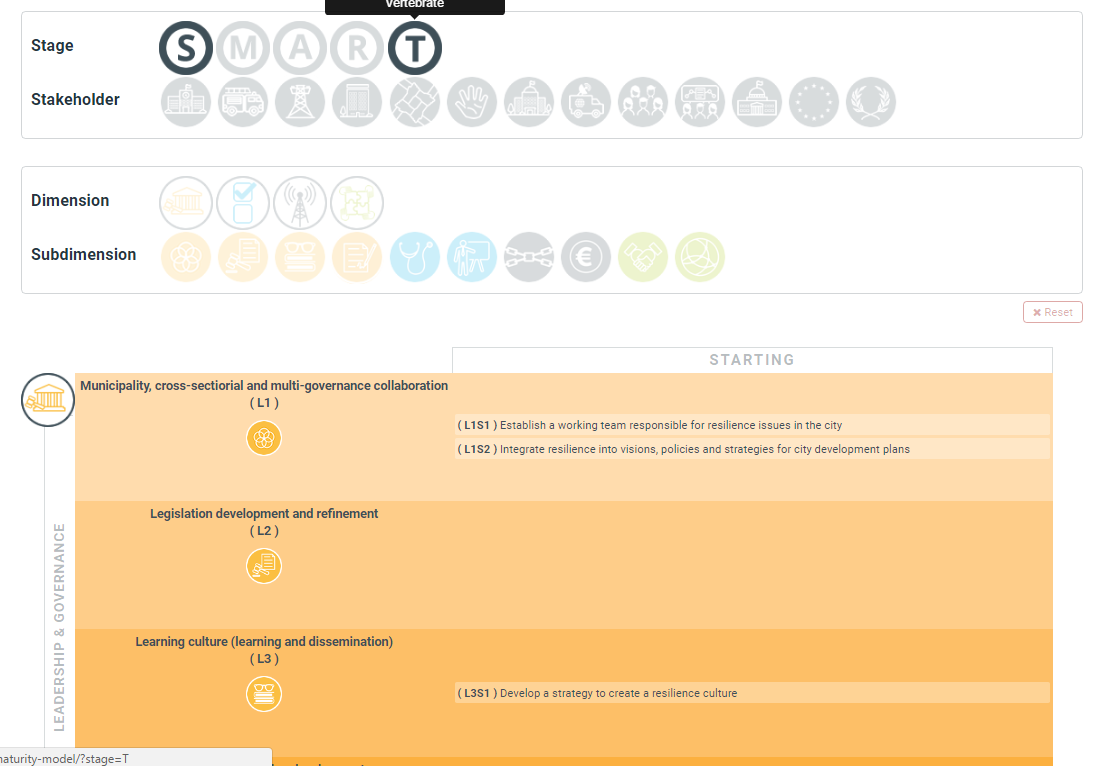 Vertebrate
Stage
S M A R T
Stakeholder
Dimension
Subdimension
€
✖ Reset
STARTING
Municipality, cross-sectiorial and multi-governance collaboration
( L1 )
( L1S1 ) Establish a working team responsible for resilience issues in the city
( L1S2 ) Integrate resilience into visions, policies and strategies for city development plans
Legislation development and refinement
( L2 )
LEADERSHIP & GOVERNANCE
Learning culture (learning and dissemination)
( L3 )
( L3S1 ) Develop a strategy to create a resilience culture
naturity-model/?stage=T